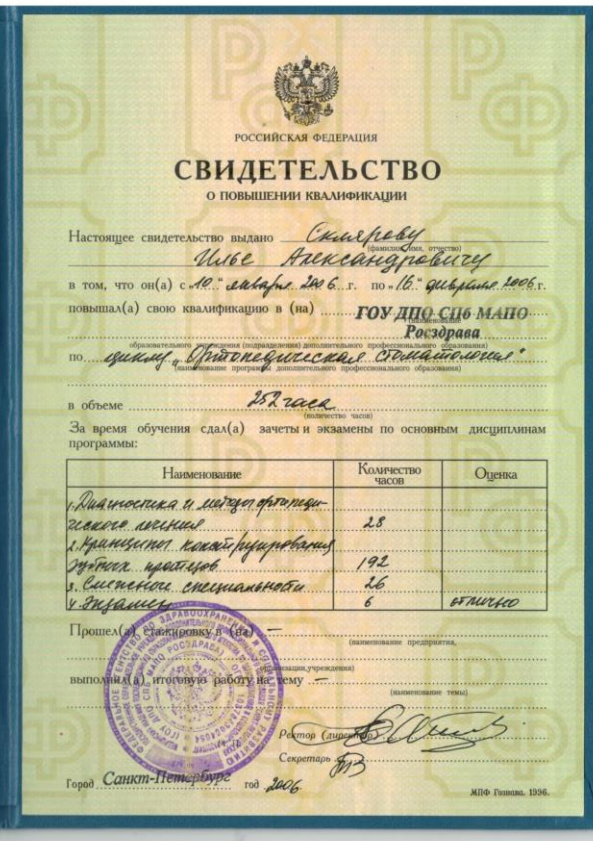 РОССИЙСКАЯ ФЕДЕРАЦИЯ
СВИДЕТЕЛЬСТВО
О ПОВЫШЕНИИ КВАЛИФИКАЦИИ
Настоящее свидетельство выдано Склярову
(фамилия, имя, отчество)
Илье Александровичу
в том, что он(а) с „10“ января 2006 г. по „16“ февраля 2006 г.
повышал(а) свою квалификацию в (на) ГОУ ДПО СПб МАПО
(наименование
Росздрава
образовательного учреждения (подразделения) дополнительного профессионального образования)
по циклу „Ортопедическая стоматология“
(наименование программы дополнительного профессионального образования)
в объеме 252 часа
(количество часов)
За время обучения сдал(а) зачеты и экзамены по основным дисциплинам
программы:
Наименование Количество часов Оценка
1. Диагностика и методы ортопеди-
ческого лечения 28
2. Принципы конструирования
зубных протезов 192
3. Смежные специальности 26
4. Экзамен 6 отлично
Прошел(а) стажировку в (на) —
(наименование предприятия,
организации, учреждения)
выполнил(а) итоговую работу на тему —
(наименование темы)
Ректор (директор)
Секретарь
Город Санкт-Петербург год 2006
МПФ Гознака. 1996.